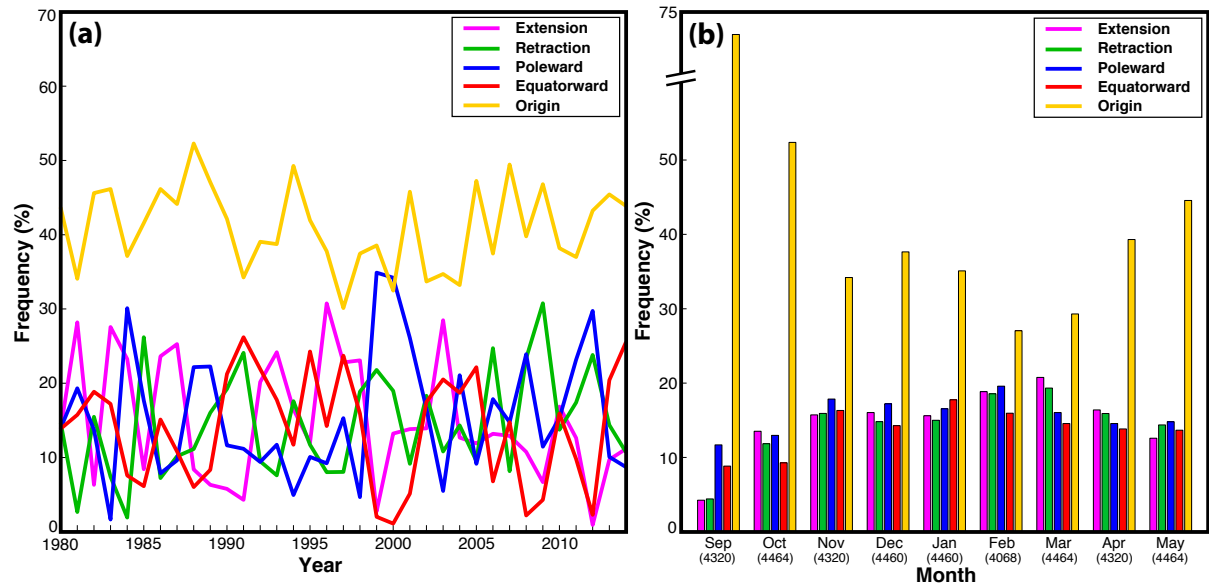 (a)
Extension
Retraction
Poleward
Equatorward
Origin
Frequency (%)
70
60
50
40
30
20
10
0
1980 1985 1990 1995 2000 2005 2010
Year
(b)
Extension
Retraction
Poleward
Equatorward
Origin
Frequency (%)
75
50
40
30
20
10
0
Sep Oct Nov Dec Jan Feb Mar Apr May
(4320) (4464) (4320) (4460) (4460) (4068) (4464) (4320) (4464)
Month